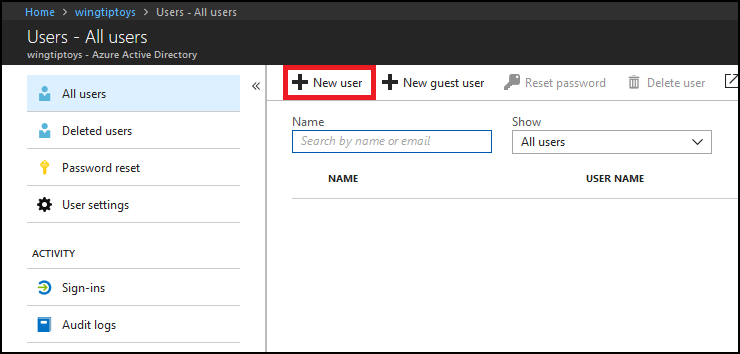 Home > wingtiptoys > Users - All users
Users - All users
wingtiptoys - Azure Active Directory
All users
Deleted users
Password reset
User settings
ACTIVITY
Sign-ins
Audit logs
New user New guest user Reset password Delete user
Name Show
Search by name or email All users
NAME USER NAME